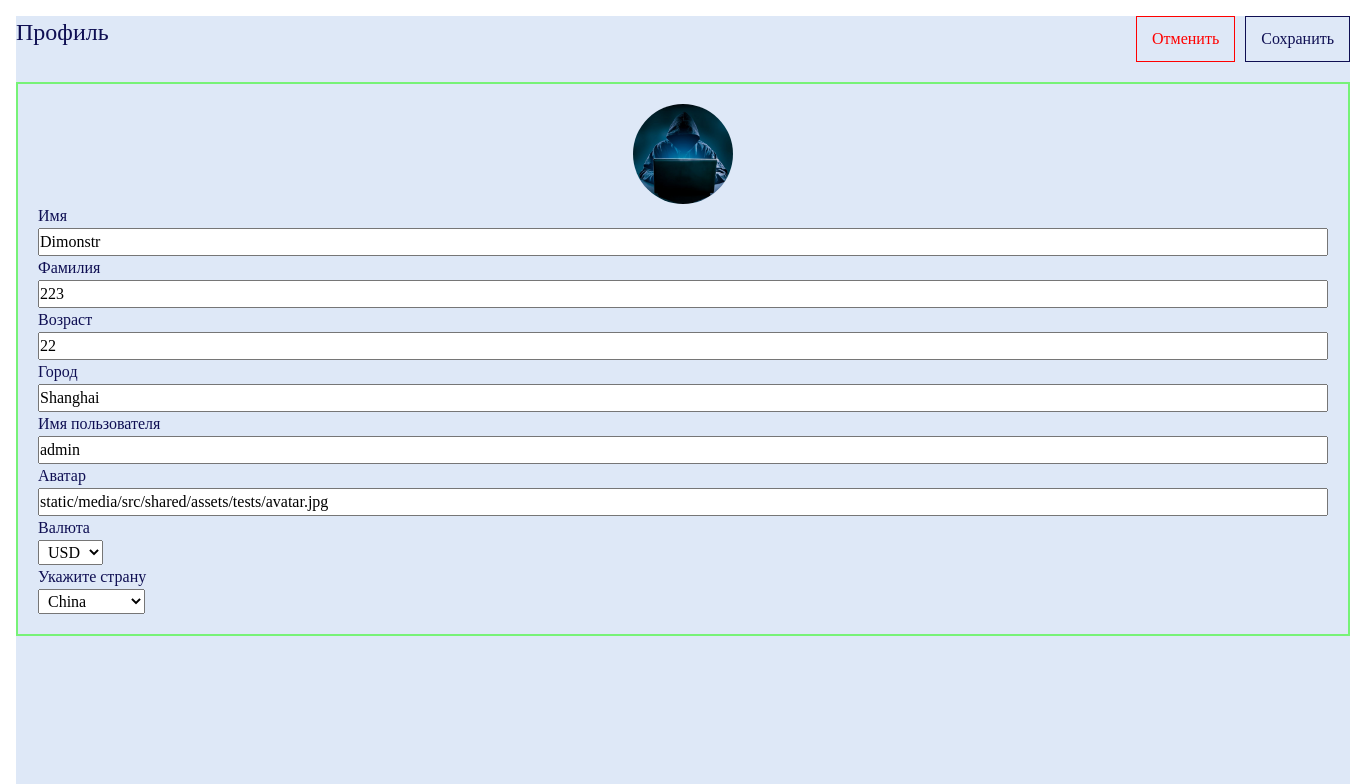 Профиль
Отменить
Сохранить
Имя
Dimonstr
Фамилия
223
Возраст
22
Город
Shanghai
Имя пользователя
admin
Аватар
static/media/src/shared/assets/tests/avatar.jpg
Валюта
USD
Укажите страну
China